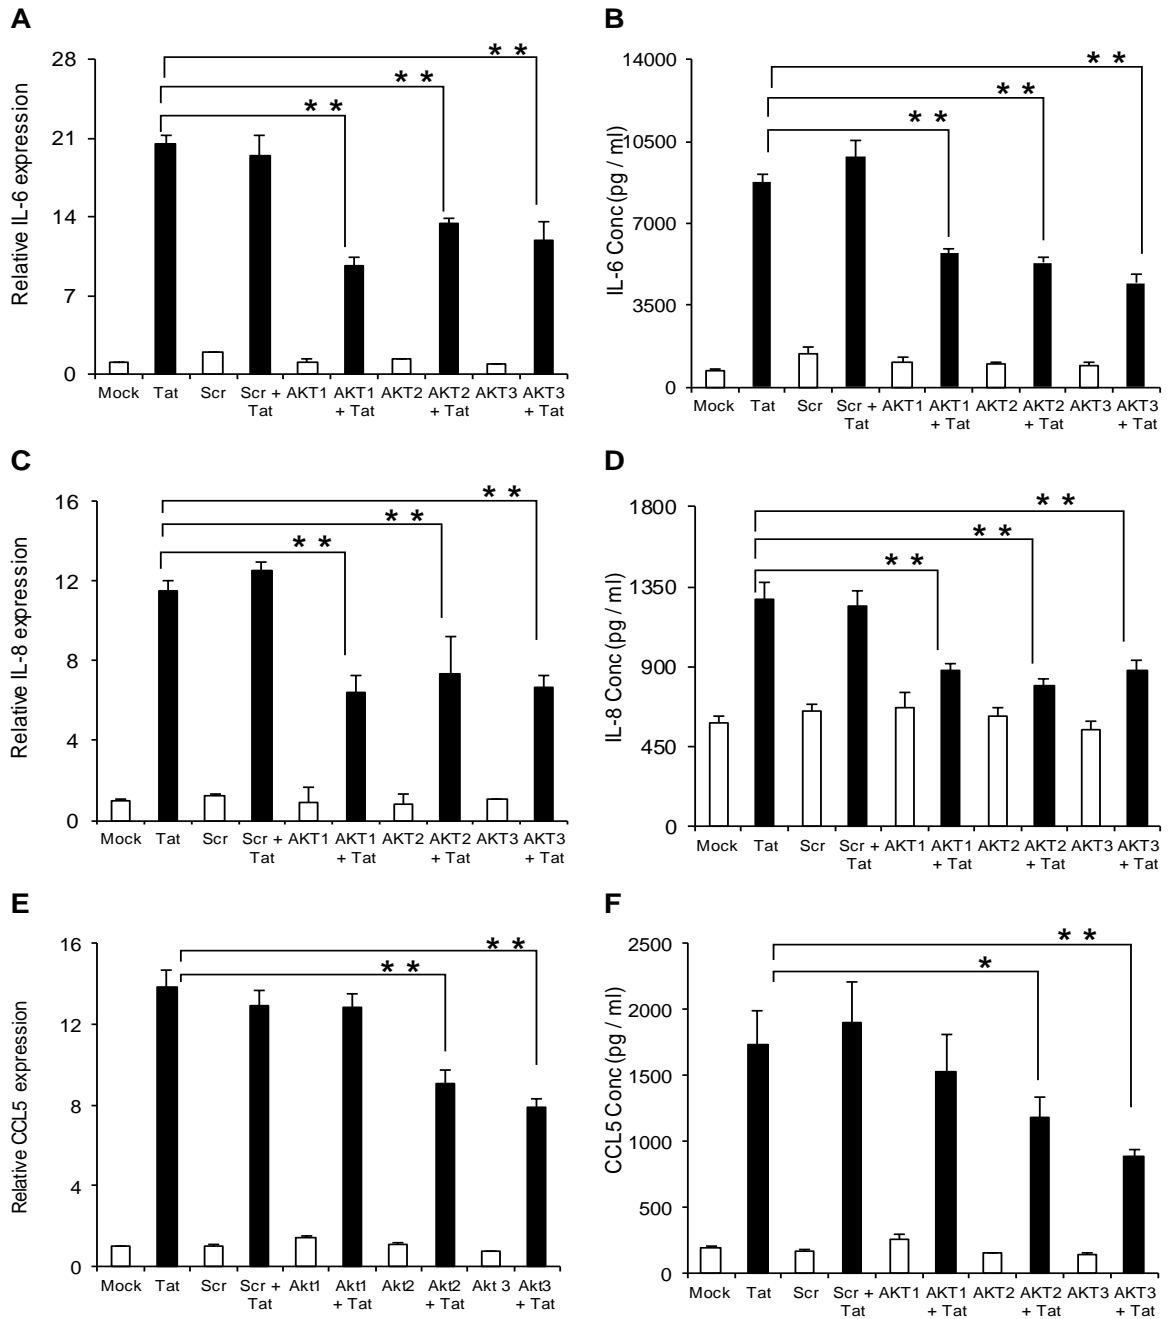 A
Relative IL-6 expression
28
21
14
7
0
* *
* *
* *
Mock Tat Scr Scr + AKT1 AKT1 AKT2 AKT2 AKT3 AKT3
Tat + Tat + Tat + Tat
B
IL-6 Conc (pg / ml)
14000
10500
7000
3500
0
* *
* *
* *
Mock Tat Scr Scr + AKT1 AKT1 AKT2 AKT2 AKT3 AKT3
Tat + Tat + Tat + Tat
C
Relative IL-8 expression
16
12
8
4
0
* *
* *
* *
Mock Tat Scr Scr + AKT1 AKT1 AKT2 AKT2 AKT3 AKT3
Tat + Tat + Tat + Tat
D
IL-8 Conc (pg / ml)
1800
1350
900
450
0
* *
* *
* *
Mock Tat Scr Scr + AKT1 AKT1 AKT2 AKT2 AKT3 AKT3
Tat + Tat + Tat + Tat
E
Relative CCL5 expression
16
12
8
4
0
* *
* *
Mock Tat Scr Scr + Akt1 Akt1 Akt2 Akt2 Akt 3 Akt3
Tat + Tat + Tat + Tat
F
CCL5 Conc (pg / ml)
2500
2000
1500
1000
500
0
* *
*
Mock Tat Scr Scr + AKT1 AKT1 AKT2 AKT2 AKT3 AKT3
Tat + Tat + Tat + Tat